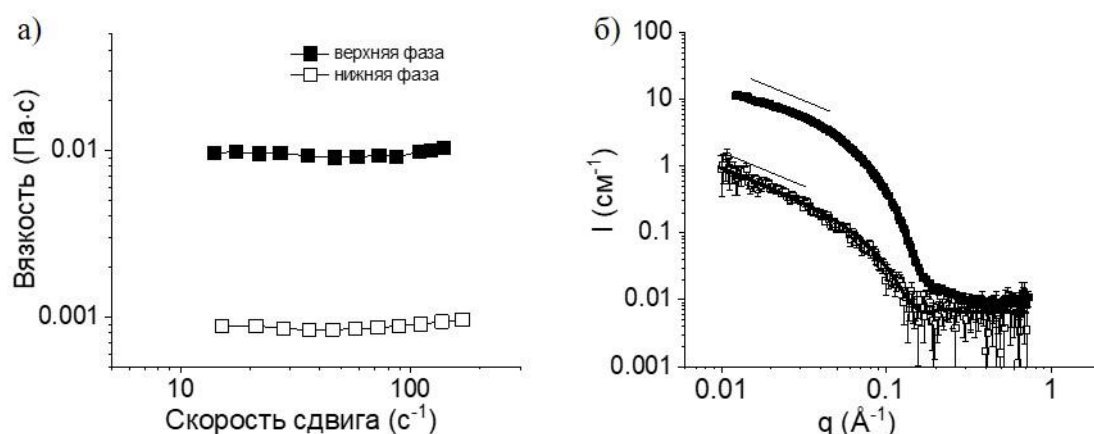 а)
верхняя фаза
нижняя фаза
0.01
0.001
Вязкость (Па·с)
10
100
Скорость сдвига (с⁻¹)
б)
100
10
1
0.1
0.01
0.001
I (см⁻¹)
0.01
0.1
1
q (Å⁻¹)